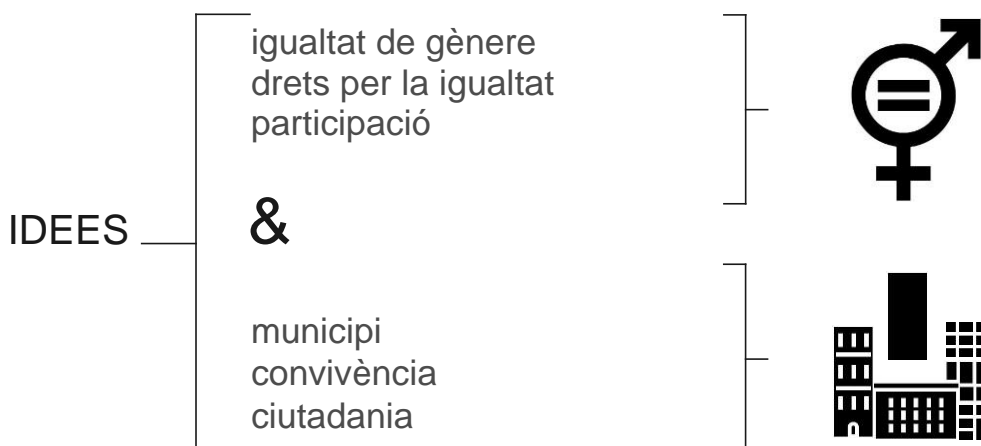 igualtat de gènere
drets per la igualtat
participació
IDEES
&
municipi
convivència
ciutadania